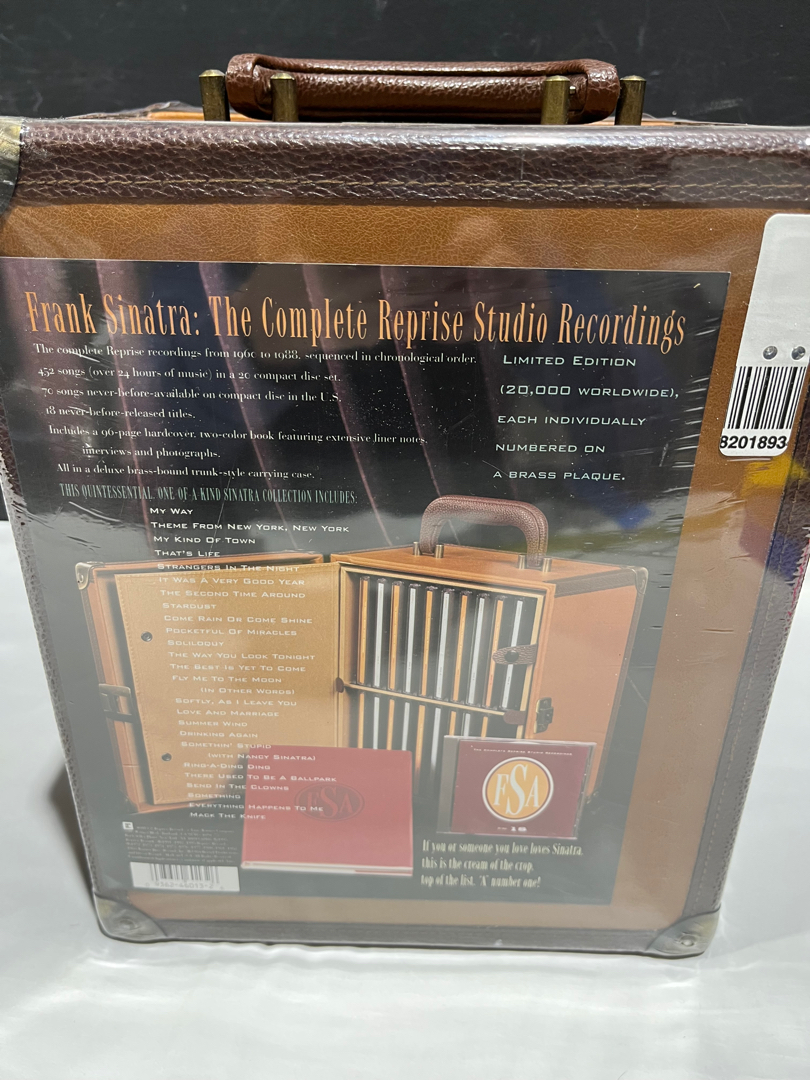 Frank Sinatra: The Complete Reprise Studio Recordings
The complete Reprise recordings from 1960 to 1988, sequenced in chronological order.
452 songs (over 24 hours of music) in a 20 compact disc set.
70 songs never-before-available on compact disc in the U.S.
18 never-before-released titles.
Includes a 96-page hardcover, two-color book featuring extensive liner notes,
interviews and photographs.
All in a deluxe brass-bound trunk-style carrying case.
LIMITED EDITION
(20,000 WORLDWIDE),
EACH INDIVIDUALLY
NUMBERED ON
A BRASS PLAQUE.
8201893
THIS QUINTESSENTIAL, ONE OF A KIND SINATRA COLLECTION INCLUDES:
MY WAY
THEME FROM NEW YORK, NEW YORK
MY KIND OF TOWN
THAT'S LIFE
STRANGERS IN THE NIGHT
IT WAS A VERY GOOD YEAR
THE SECOND TIME AROUND
STARDUST
COME RAIN OR COME SHINE
POCKETFUL OF MIRACLES
SOLILOQUY
THE WAY YOU LOOK TONIGHT
THE BEST IS YET TO COME
FLY ME TO THE MOON
(IN OTHER WORDS)
SOFTLY, AS I LEAVE YOU
LOVE AND MARRIAGE
SUMMER WIND
DRINKING AGAIN
SOMETHIN' STUPID
(WITH NANCY SINATRA)
RING-A-DING DING
THERE USED TO BE A BALLPARK
SEND IN THE CLOWNS
SOMETHING
EVERYTHING HAPPENS TO ME
MACK THE KNIFE
FSA
The Complete Reprise Studio Recordings
FSA
If you or someone you love loves Sinatra,
this is the cream of the crop,
top of the list, "A" number one!